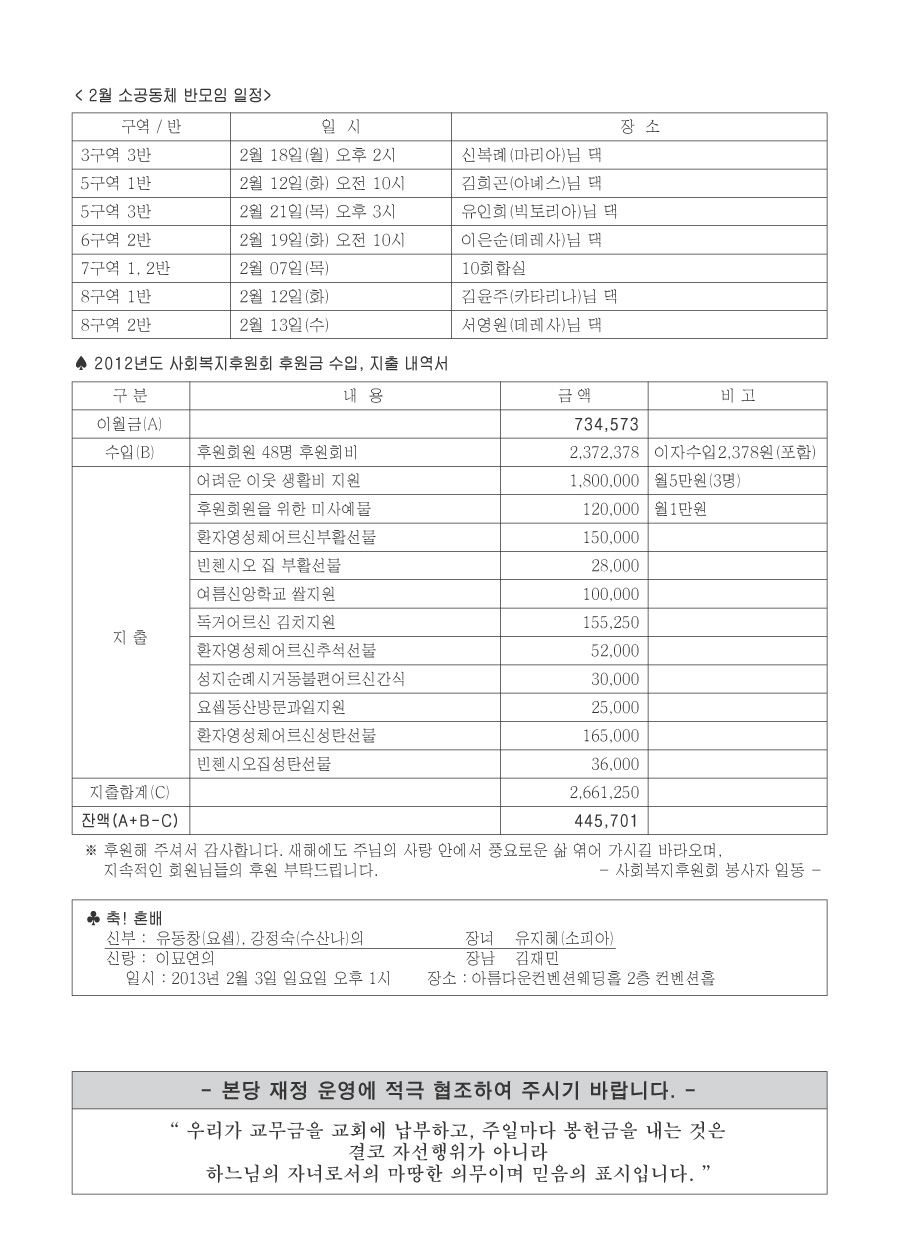 < 2월 소공동체 반모임 일정>
구역 / 반 일 시 장 소
3구역 3반 2월 18일(월) 오후 2시 신복례(마리아)님 댁
5구역 1반 2월 12일(화) 오전 10시 김희곤(아녜스)님 댁
5구역 3반 2월 21일(목) 오후 3시 유인희(빅토리아)님 댁
6구역 2반 2월 19일(화) 오전 10시 이은순(데레사)님 댁
7구역 1, 2반 2월 07일(목) 10회합실
8구역 1반 2월 12일(화) 김윤주(카타리나)님 댁
8구역 2반 2월 13일(수) 서영원(데레사)님 댁
♠ 2012년도 사회복지후원회 후원금 수입, 지출 내역서
구 분 내 용 금 액 비 고
이월금(A) 734,573
수입(B) 후원회원 48명 후원회비 2,372,378 이자수입2,378원(포함)
어려운 이웃 생활비 지원 1,800,000 월5만원(3명)
후원회원을 위한 미사예물 120,000 월1만원
환자영성체어르신부활선물 150,000
빈첸시오 집 부활선물 28,000
여름신앙학교 쌀지원 100,000
독거어르신 김치지원 155,250
지 출
환자영성체어르신추석선물 52,000
성지순례시거동불편어르신간식 30,000
요셉동산방문과일지원 25,000
환자영성체어르신성탄선물 165,000
빈첸시오집성탄선물 36,000
지출합계(C) 2,661,250
잔액(A+B-C) 445,701
※ 후원해 주셔서 감사합니다. 새해에도 주님의 사랑 안에서 풍요로운 삶 엮어 가시길 바라오며,
지속적인 회원님들의 후원 부탁드립니다. - 사회복지후원회 봉사자 일동 -
♣ 축! 혼배
신부 : 유동창(요셉), 강정숙(수산나)의 장녀 유지혜(소피아)
신랑 : 이묘연의 장남 김재민
일시 : 2013년 2월 3일 일요일 오후 1시 장소 : 아름다운컨벤션웨딩홀 2층 컨벤션홀
- 본당 재정 운영에 적극 협조하여 주시기 바랍니다. -
“ 우리가 교무금을 교회에 납부하고, 주일마다 봉헌금을 내는 것은
결코 자선행위가 아니라
하느님의 자녀로서의 마땅한 의무이며 믿음의 표시입니다. ”